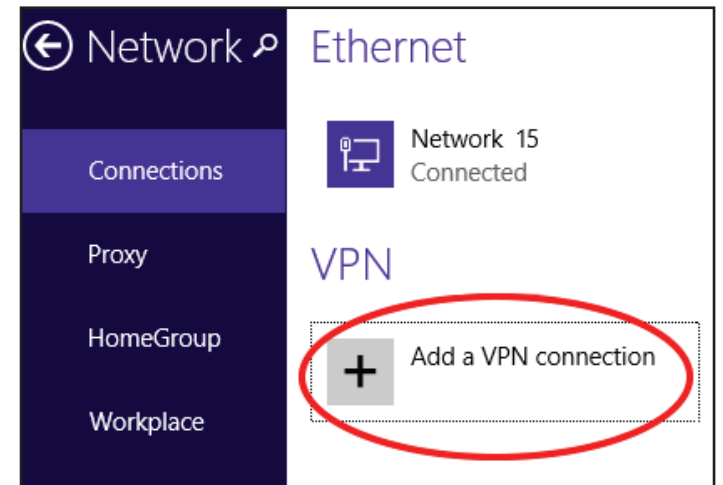 Network
Connections
Proxy
HomeGroup
Workplace
Ethernet
Network 15
Connected
VPN
Add a VPN connection